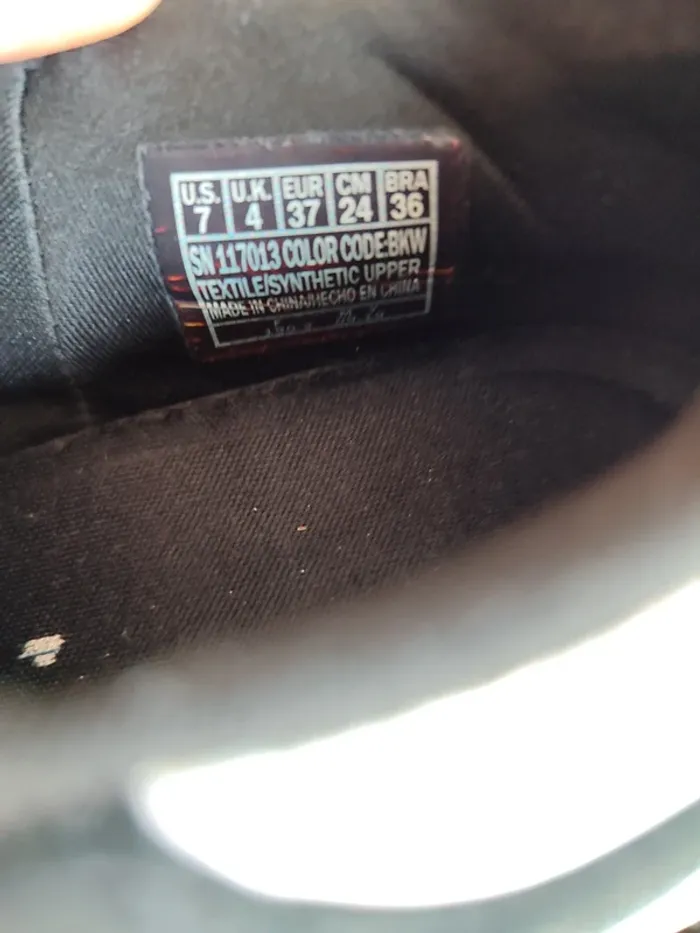 U.S. U.K. EUR CM BRA
7 4 37 24 36
SN 117013 COLOR CODE:BKW
TEXTILE/SYNTHETIC UPPER
MADE IN CHINA/HECHO EN CHINA